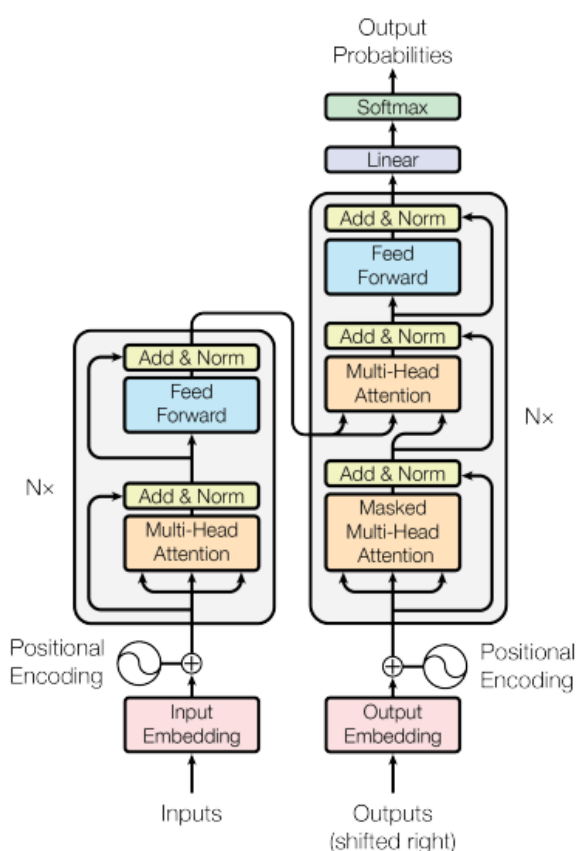 Output
Probabilities
Softmax
Linear
Add & Norm
Feed
Forward
Add & Norm
Multi-Head
Attention
Add & Norm
Masked
Multi-Head
Attention
N×
Add & Norm
Feed
Forward
N×
Add & Norm
Multi-Head
Attention
Positional
Encoding
Positional
Encoding
Input
Embedding
Output
Embedding
Inputs
Outputs
(shifted right)